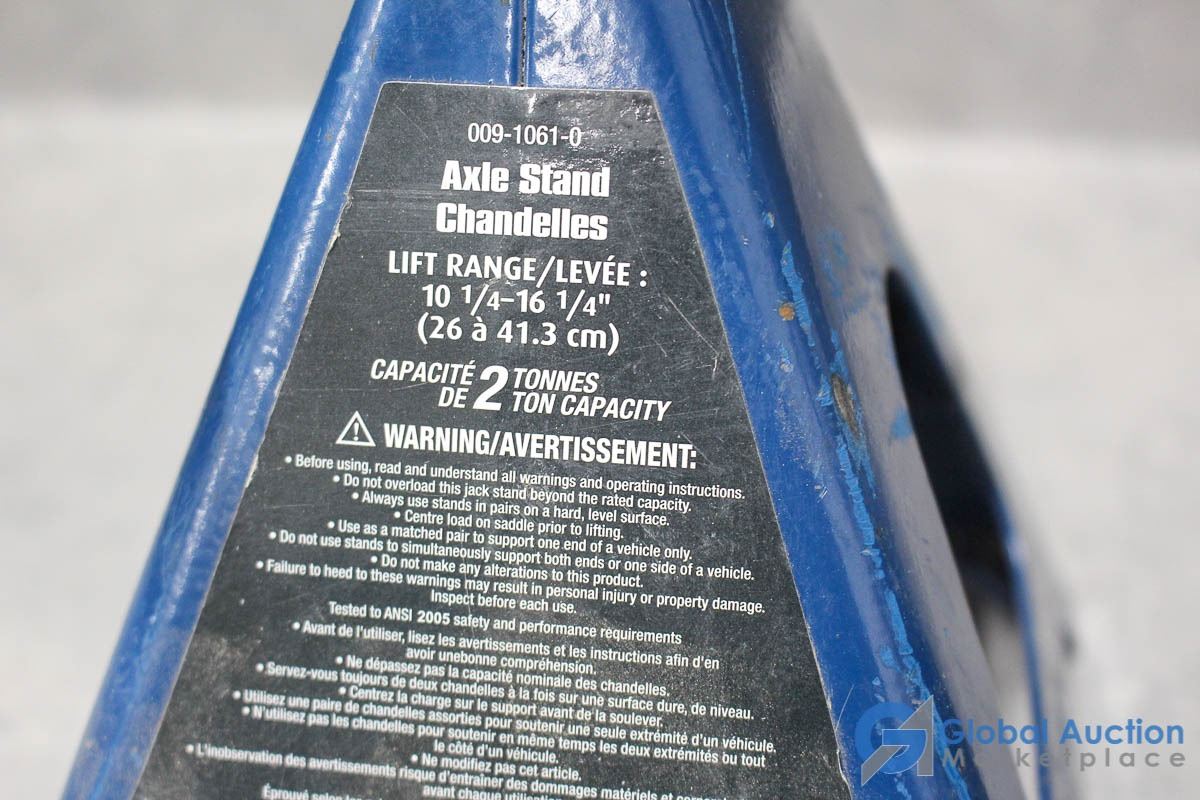 009-1061-0
Axle Stand
Chandelles
LIFT RANGE/LEVÉE :
10 1/4–16 1/4"
(26 à 41.3 cm)
CAPACITÉ 2 TONNES
DE 2 TON CAPACITY
⚠ WARNING/AVERTISSEMENT:
• Before using, read and understand all warnings and operating instructions.
• Do not overload this jack stand beyond the rated capacity.
• Always use stands in pairs on a hard, level surface.
• Centre load on saddle prior to lifting.
• Use as a matched pair to support one end of a vehicle only.
• Do not use stands to simultaneously support both ends or one side of a vehicle.
• Do not make any alterations to this product.
• Failure to heed to these warnings may result in personal injury or property damage.
Inspect before each use.
Tested to ANSI 2005 safety and performance requirements
• Avant de l'utiliser, lisez les avertissements et les instructions afin d'en
avoir unebonne compréhension.
• Ne dépassez pas la capacité nominale des chandelles.
• Servez-vous toujours de deux chandelles à la fois sur une surface dure, de niveau.
• Centrez la charge sur le support avant de la soulever.
• Utilisez une paire de chandelles assorties pour soutenir une seule extrémité d'un véhicule.
• N'utilisez pas les chandelles pour soutenir en même temps les deux extrémités ou tout
le côté d'un véhicule.
• Ne modifiez pas cet article.
• L'inobservation des avertissements risque d'entraîner des dommages matériels et
avant chaque utilisation
Éprouvé selon
Global Auction
Marketplace